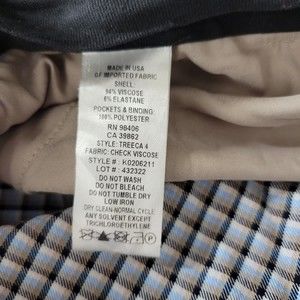 MADE IN USA
OF IMPORTED FABRIC
SHELL:
94% VISCOSE
6% ELASTANE
POCKETS & BINDING
100% POLYESTER
RN 98406
CA 39862
STYLE: TREECA 4
FABRIC: CHECK VISCOSE
STYLE # : K0206211
LOT # : 432322
DO NOT WASH
DO NOT BLEACH
DO NOT TUMBLE DRY
LOW IRON
DRY CLEAN-NORMAL CYCLE
ANY SOLVENT EXCEPT
TRICHLOROETHYLENE